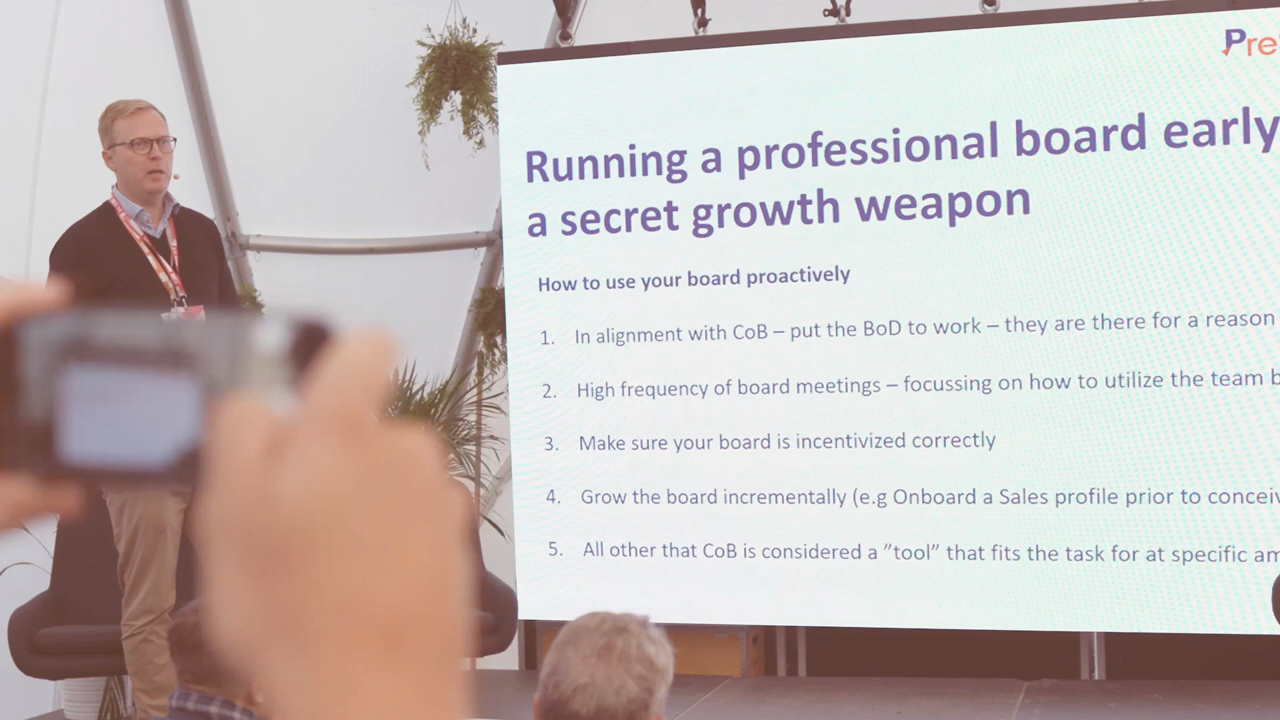 Pre
Running a professional board early
a secret growth weapon
How to use your board proactively
1. In alignment with CoB – put the BoD to work – they are there for a reason
2. High frequency of board meetings – focussing on how to utilize the team b
3. Make sure your board is incentivized correctly
4. Grow the board incrementally (e.g Onboard a Sales profile prior to concei
5. All other that CoB is considered a ”tool” that fits the task for at specific am